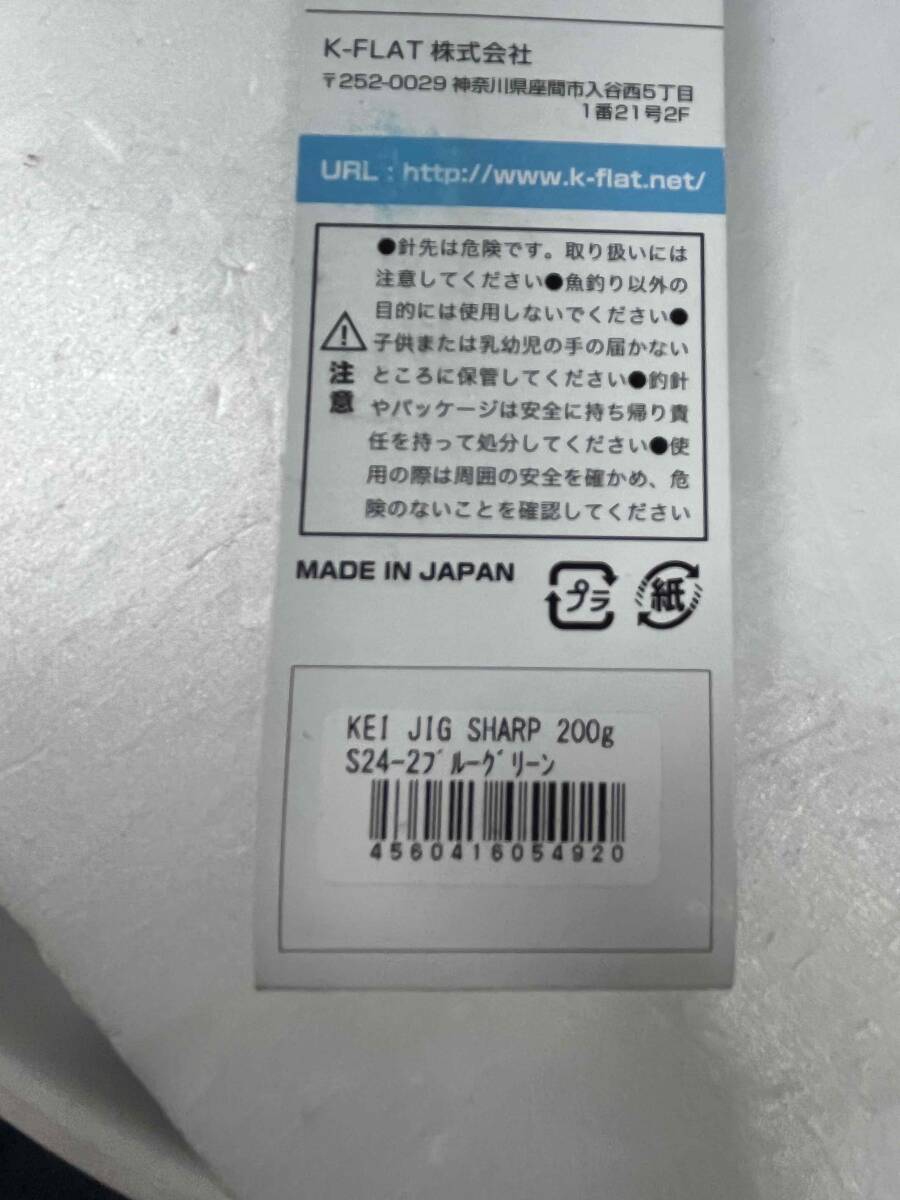 K-FLAT 株式会社
〒252-0029 神奈川県座間市入谷西5丁目
1番21号2F
URL : http://www.k-flat.net/
●針先は危険です。取り扱いには
注意してください●魚釣り以外の
目的には使用しないでください●
子供または乳幼児の手の届かない
ところに保管してください●釣針
やパッケージは安全に持ち帰り責
任を持って処分してください●使
用の際は周囲の安全を確かめ、危
険のないことを確認してください
注意
MADE IN JAPAN
プラ
紙
KEI JIG SHARP 200g
S24-2ﾌﾞﾙｰｸﾞﾘｰﾝ
4560416054920